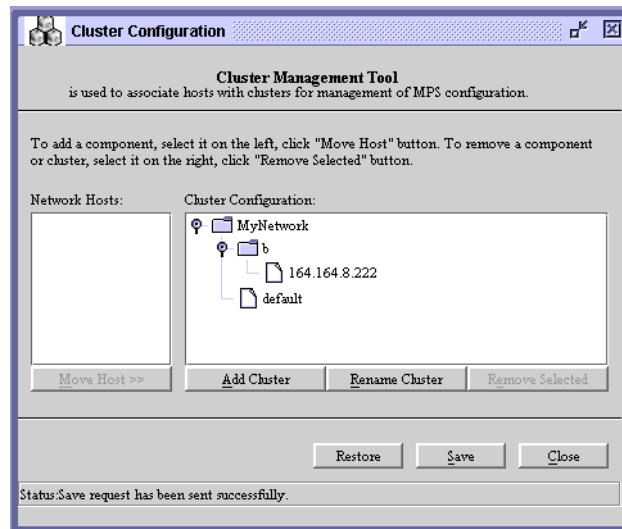 Cluster Configuration
Cluster Management Tool
is used to associate hosts with clusters for management of MPS configuration.
To add a component, select it on the left, click "Move Host" button. To remove a component
or cluster, select it on the right, click "Remove Selected" button.
Network Hosts:
Cluster Configuration:
MyNetwork
b
164.164.8.222
default
Move Host >>
Add Cluster
Rename Cluster
Remove Selected
Restore
Save
Close
Status:Save request has been sent successfully.